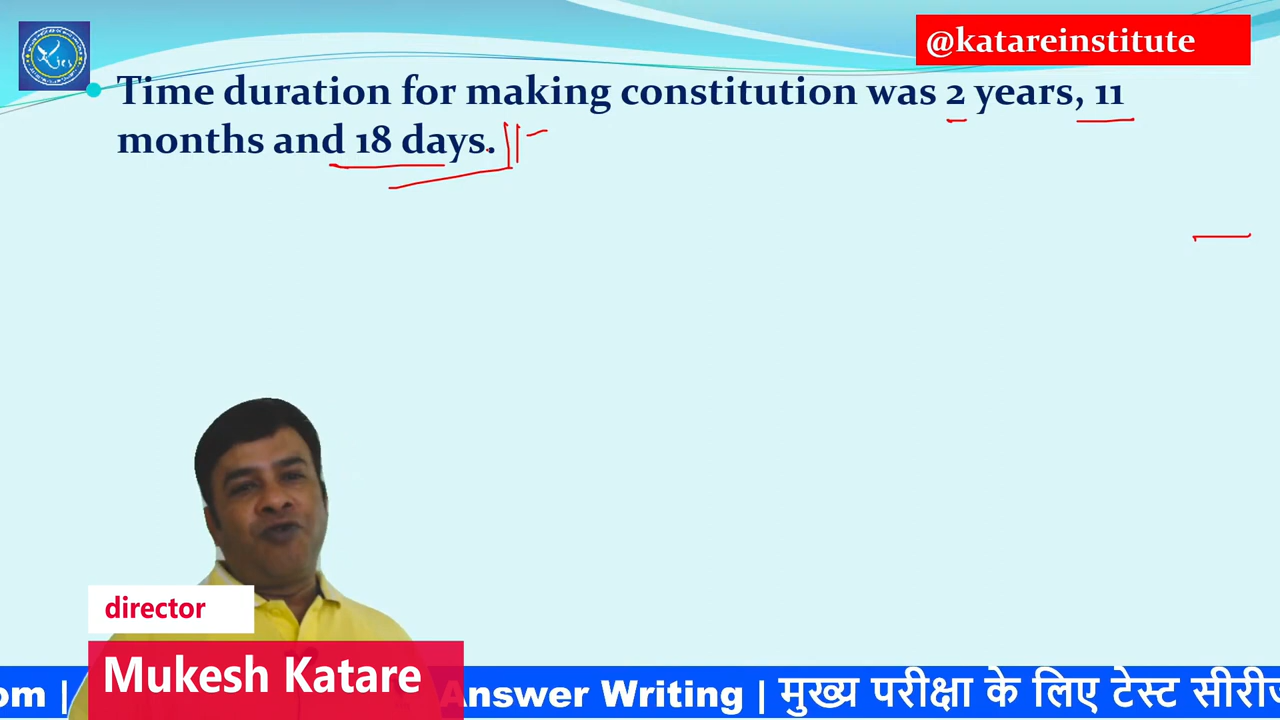 @katareinstitute
Time duration for making constitution was 2 years, 11
months and 18 days.
director
Mukesh Katare
om | Answer Writing | मुख्य परीक्षा के लिए टेस्ट सीरीज